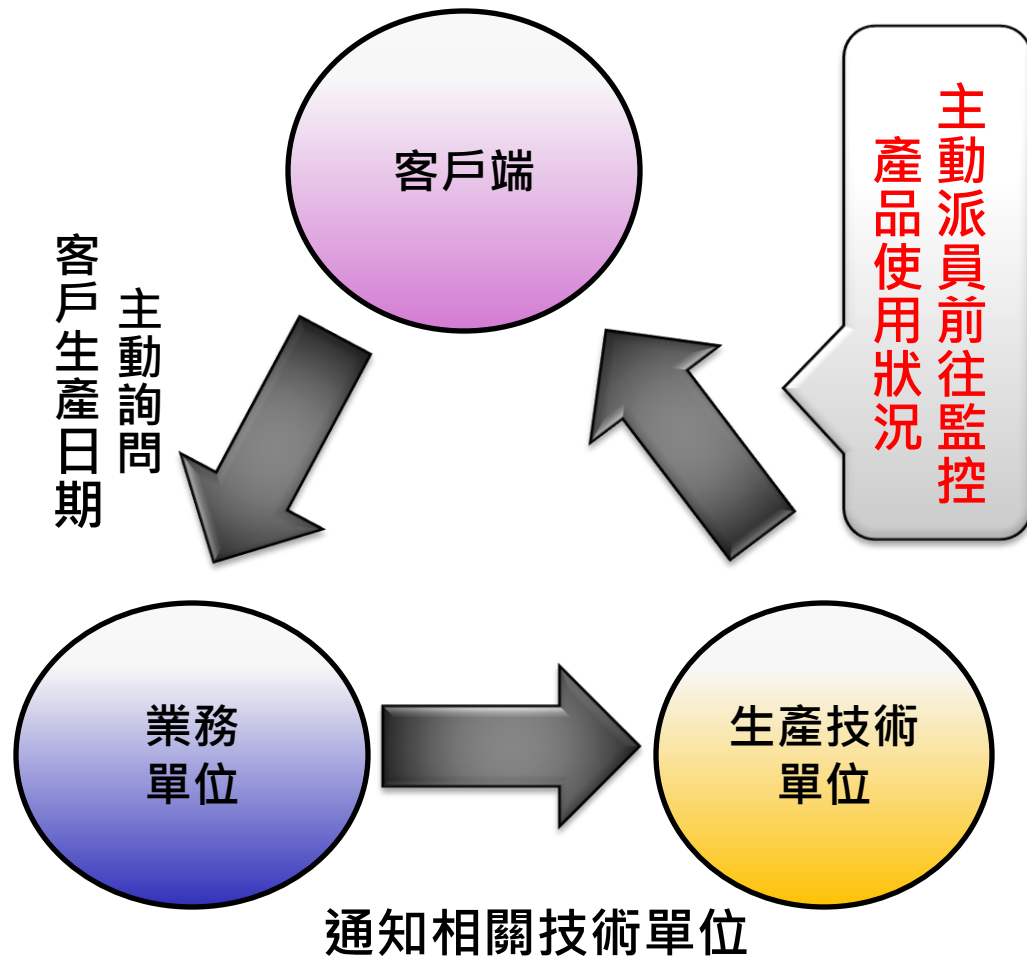 客戶端
主動派員前往監控
產品使用狀況
主動詢問
客戶生產日期
業務
單位
生產技術
單位
通知相關技術單位